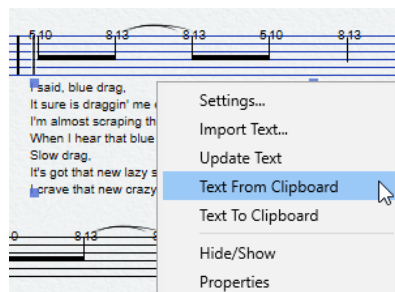 5 10 8 13 8 13 5 10 8 13
I said, blue drag,
It sure is draggin' me
I'm almost scraping th
When I hear that blue
Slow drag,
It's got that new lazy s
I crave that new crazy
Settings...
Import Text...
Update Text
Text From Clipboard
Text To Clipboard
Hide/Show
Properties
0 8 13 8